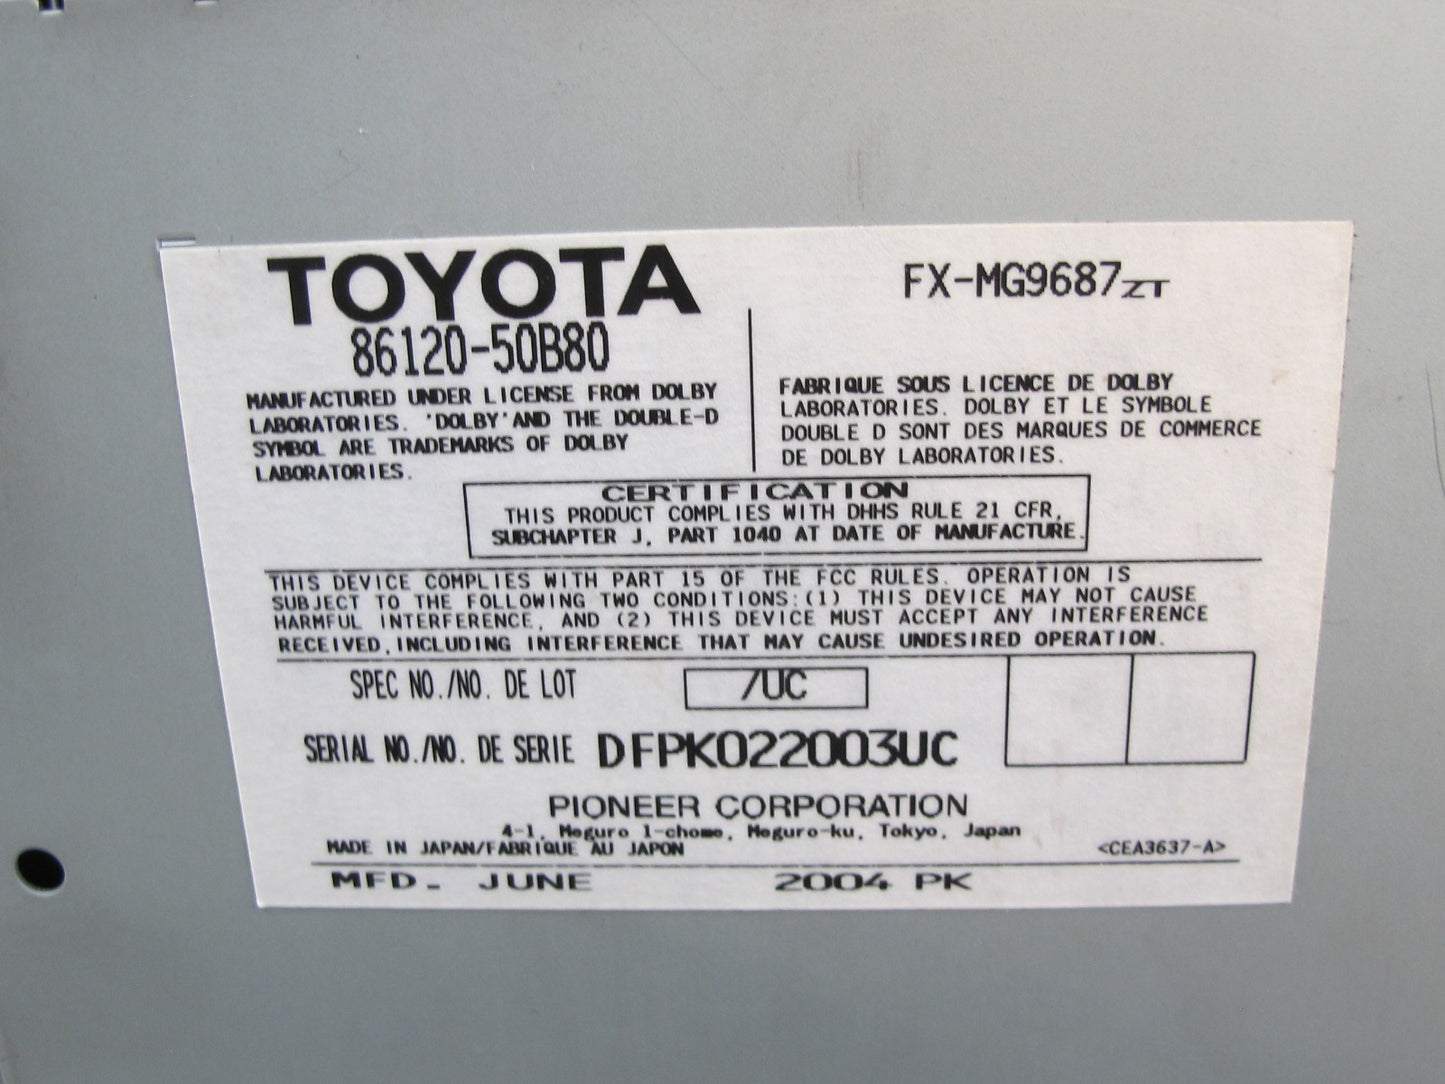 TOYOTA
86120-50B80
FX-MG9687ZT
MANUFACTURED UNDER LICENSE FROM DOLBY
LABORATORIES. 'DOLBY' AND THE DOUBLE-D
SYMBOL ARE TRADEMARKS OF DOLBY
LABORATORIES.
FABRIQUE SOUS LICENCE DE DOLBY
LABORATORIES. DOLBY ET LE SYMBOLE
DOUBLE D SONT DES MARQUES DE COMMERCE
DE DOLBY LABORATORIES.
CERTIFICATION
THIS PRODUCT COMPLIES WITH DHHS RULE 21 CFR,
SUBCHAPTER J, PART 1040 AT DATE OF MANUFACTURE.
THIS DEVICE COMPLIES WITH PART 15 OF THE FCC RULES. OPERATION IS
SUBJECT TO THE FOLLOWING TWO CONDITIONS:(1) THIS DEVICE MAY NOT CAUSE
HARMFUL INTERFERENCE, AND (2) THIS DEVICE MUST ACCEPT ANY INTERFERENCE
RECEIVED, INCLUDING INTERFERENCE THAT MAY CAUSE UNDESIRED OPERATION.
SPEC NO./NO. DE LOT /UC
SERIAL NO./NO. DE SERIE DFPK022003UC
PIONEER CORPORATION
4-1, Meguro 1-chome, Meguro-ku, Tokyo, Japan
MADE IN JAPAN/FABRIQUE AU JAPON <CEA3637-A>
MFD. JUNE 2004 PK